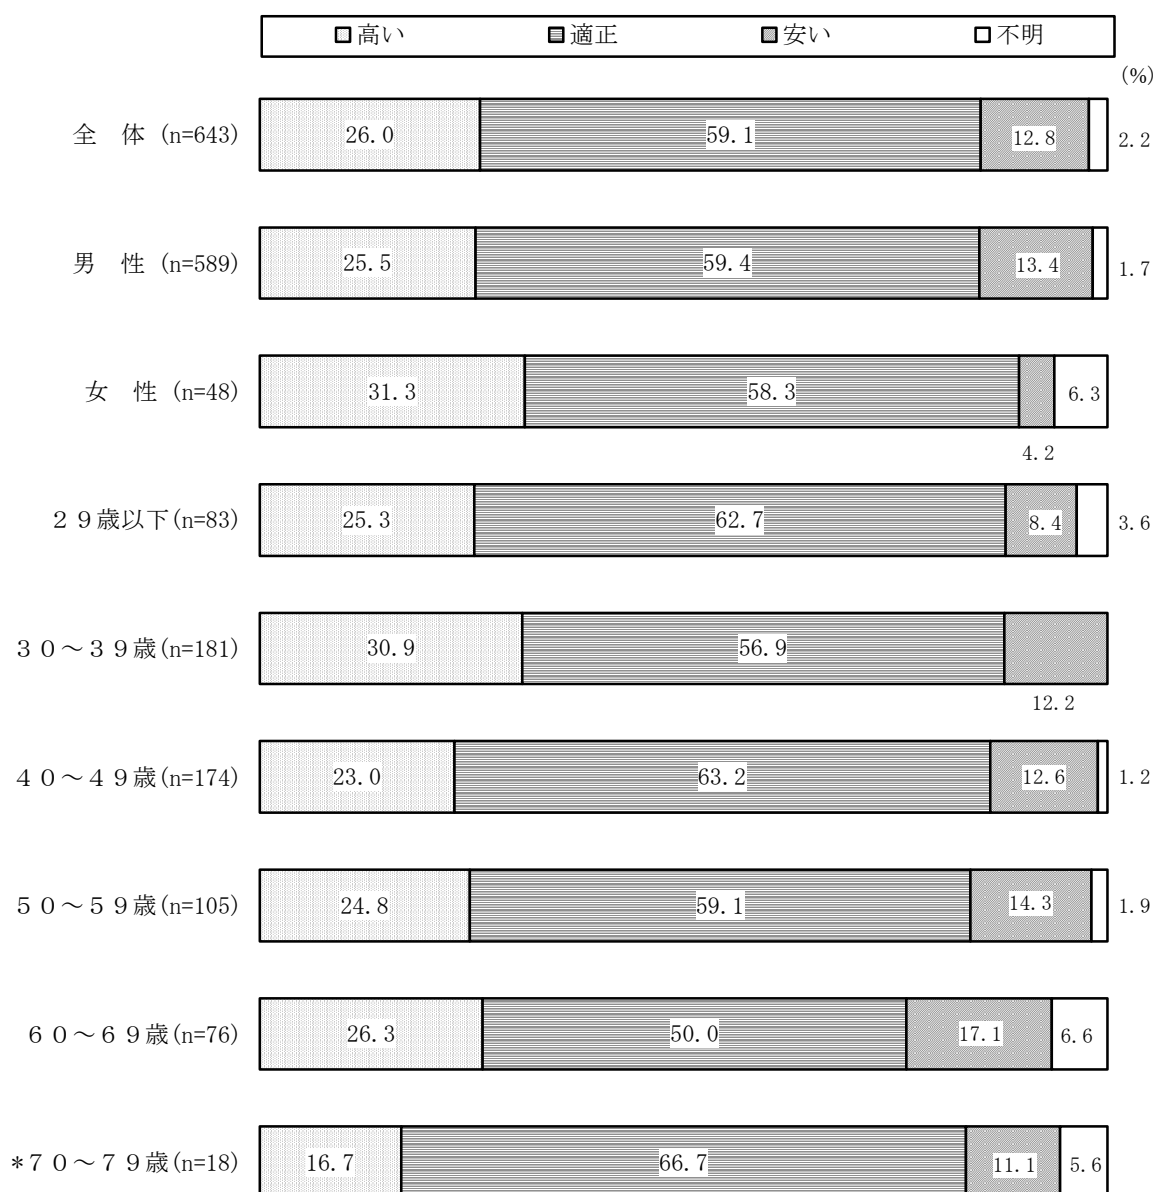 高い 適正 安い 不明
(%)
全 体 (n=643) 26.0 59.1 12.8 2.2
男 性 (n=589) 25.5 59.4 13.4 1.7
女 性 (n=48) 31.3 58.3 6.3
4.2
２９歳以下(n=83) 25.3 62.7 8.4 3.6
３０～３９歳(n=181) 30.9 56.9
12.2
４０～４９歳(n=174) 23.0 63.2 12.6 1.2
５０～５９歳(n=105) 24.8 59.1 14.3 1.9
６０～６９歳(n=76) 26.3 50.0 17.1 6.6
*７０～７９歳(n=18) 16.7 66.7 11.1 5.6